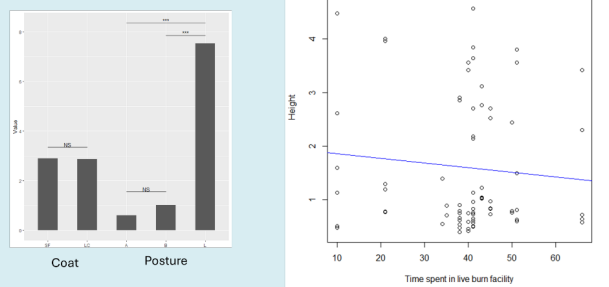 ***
***
NS
NS
Value
8
6
4
2
0
SF
LC
A
B
L
Coat
Posture
Height
4
3
2
1
10
20
30
40
50
60
Time spent in live burn facility